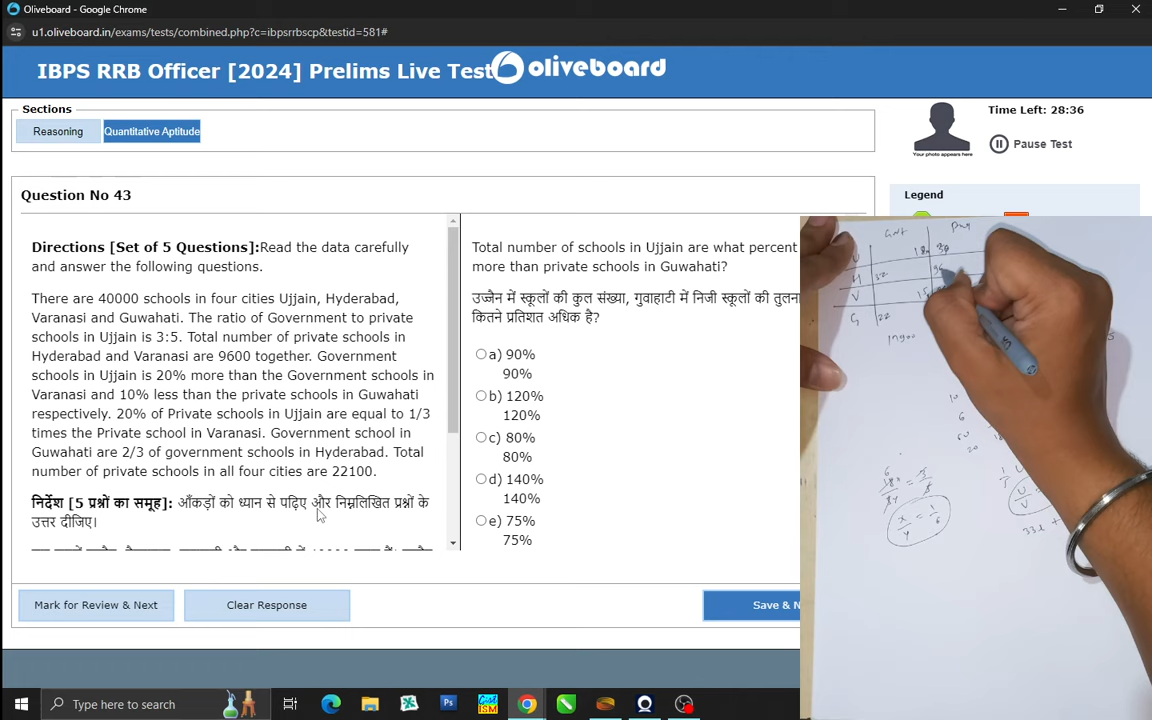 Oliveboard - Google Chrome
u1.oliveboard.in/exams/tests/combined.php?c=ibpsrrbscp&testid=581#
IBPS RRB Officer [2024] Prelims Live Test
oliveboard
Sections
Reasoning
Quantitative Aptitude
Your photo appears here
Time Left: 28:36
Pause Test
Question No 43
Legend
Directions [Set of 5 Questions]:Read the data carefully
and answer the following questions.
There are 40000 schools in four cities Ujjain, Hyderabad,
Varanasi and Guwahati. The ratio of Government to private
schools in Ujjain is 3:5. Total number of private schools in
Hyderabad and Varanasi are 9600 together. Government
schools in Ujjain is 20% more than the Government schools in
Varanasi and 10% less than the private schools in Guwahati
respectively. 20% of Private schools in Ujjain are equal to 1/3
times the Private school in Varanasi. Government school in
Guwahati are 2/3 of government schools in Hyderabad. Total
number of private schools in all four cities are 22100.
निर्देश [5 प्रश्नों का समूह]: आँकड़ों को ध्यान से पढ़िए और निम्नलिखित प्रश्नों के
उत्तर दीजिए।
Total number of schools in Ujjain are what percent
more than private schools in Guwahati?
उज्जैन में स्कूलों की कुल संख्या, गुवाहाटी में निजी स्कूलों की तुलना
कितने प्रतिशत अधिक है?
a) 90%
90%
b) 120%
120%
c) 80%
80%
d) 140%
140%
e) 75%
75%
Mark for Review & Next
Clear Response
Save & N
Type here to search